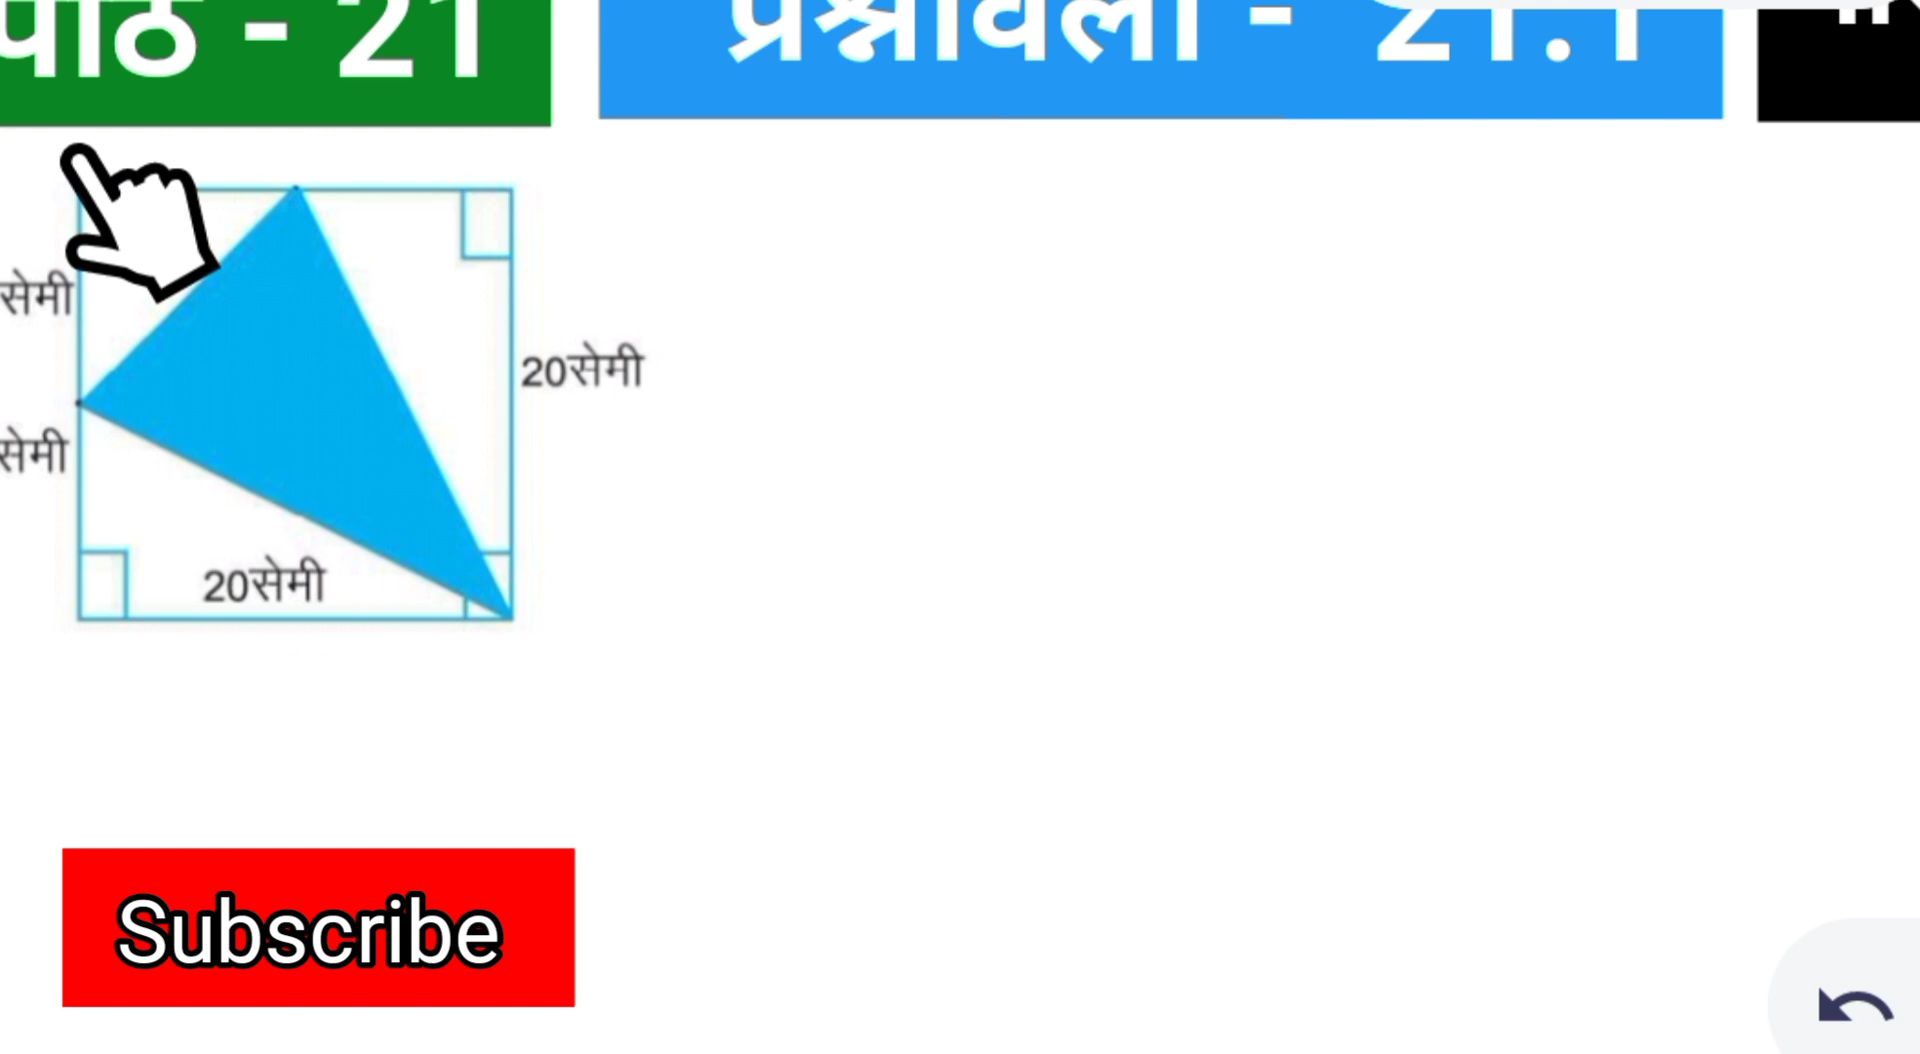 पाठ - 21
प्रश्नावली - 21.1
सेमी
20सेमी
सेमी
20सेमी
Subscribe